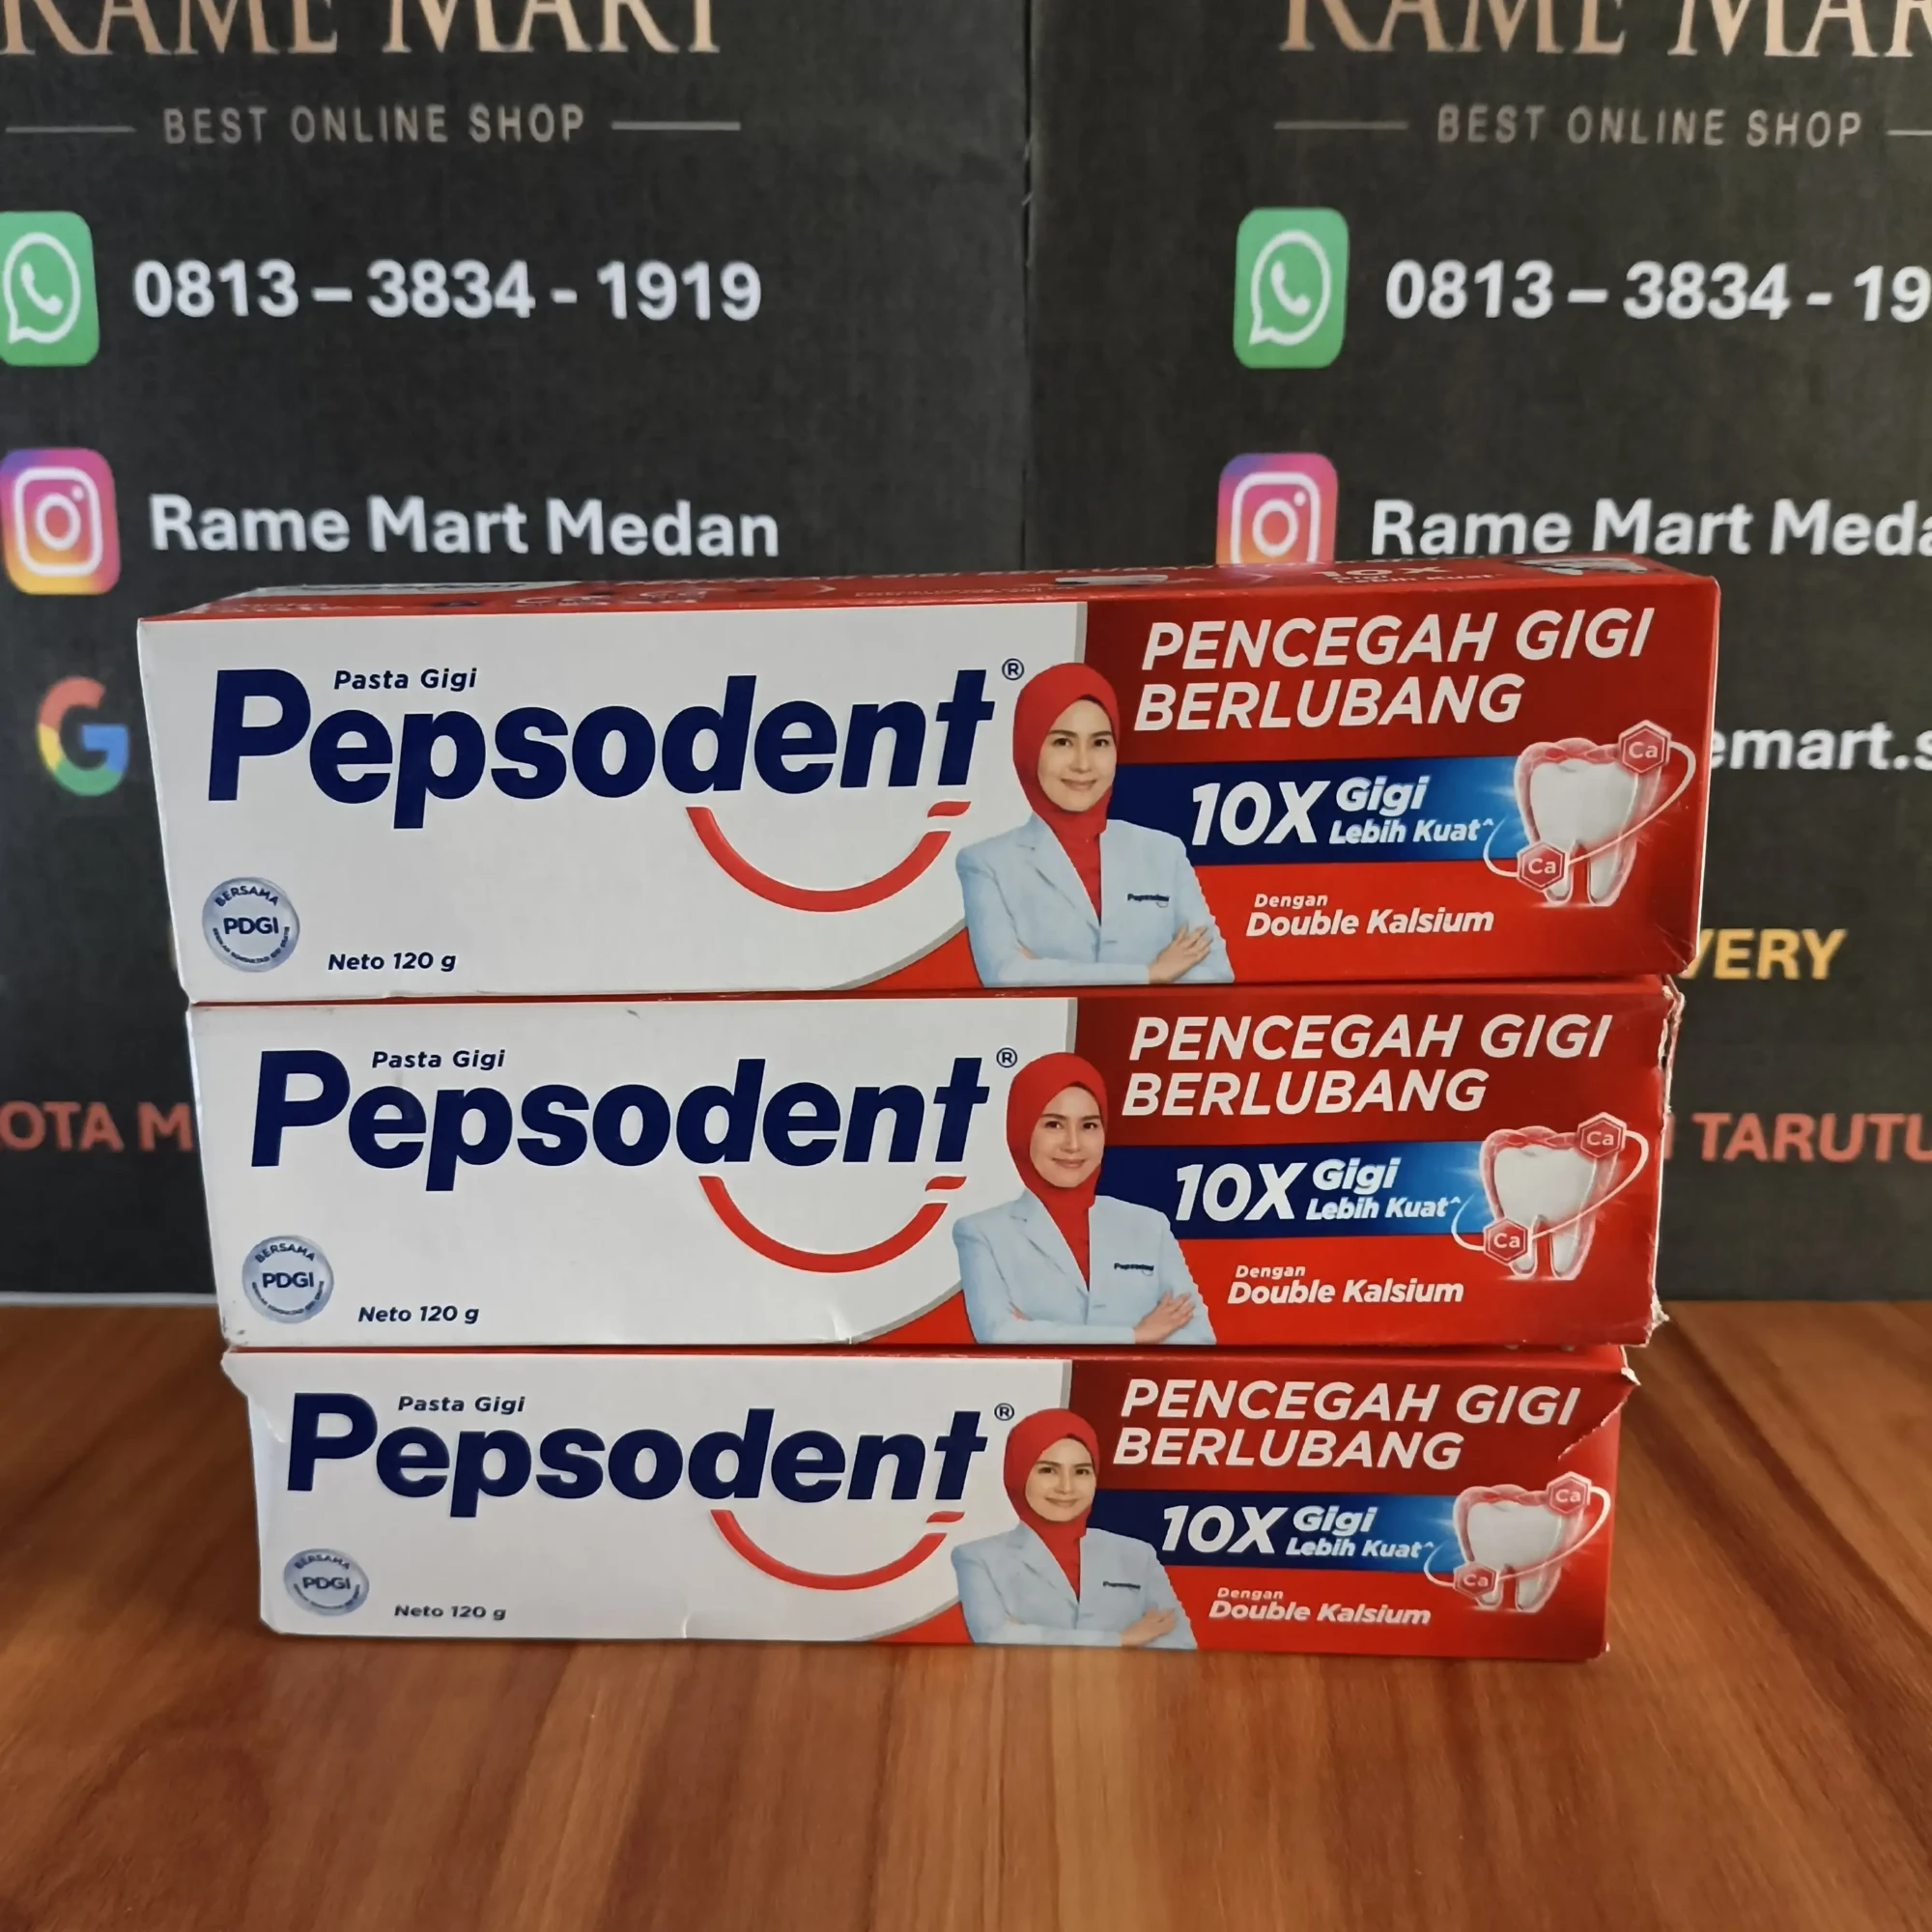 RAME MART
BEST ONLINE SHOP
0813 – 3834 - 1919
Rame Mart Medan
RAME MAR
BEST ONLINE SHOP
0813 – 3834 - 19
Rame Mart Meda
emart.s
VERY
OTA M
TARUTU
Pasta Gigi
Pepsodent®
PENCEGAH GIGI
BERLUBANG
10X Gigi
Lebih Kuat^
Ca
Ca
Dengan
Double Kalsium
Pepsodent
BERSAMA
PDGI
Neto 120 g
Pasta Gigi
Pepsodent®
PENCEGAH GIGI
BERLUBANG
10X Gigi
Lebih Kuat^
Ca
Ca
Dengan
Double Kalsium
Pepsodent
BERSAMA
PDGI
Neto 120 g
Pasta Gigi
Pepsodent®
PENCEGAH GIGI
BERLUBANG
10X Gigi
Lebih Kuat^
Ca
Ca
Dengan
Double Kalsium
Pepsodent
BERSAMA
PDGI
Neto 120 g